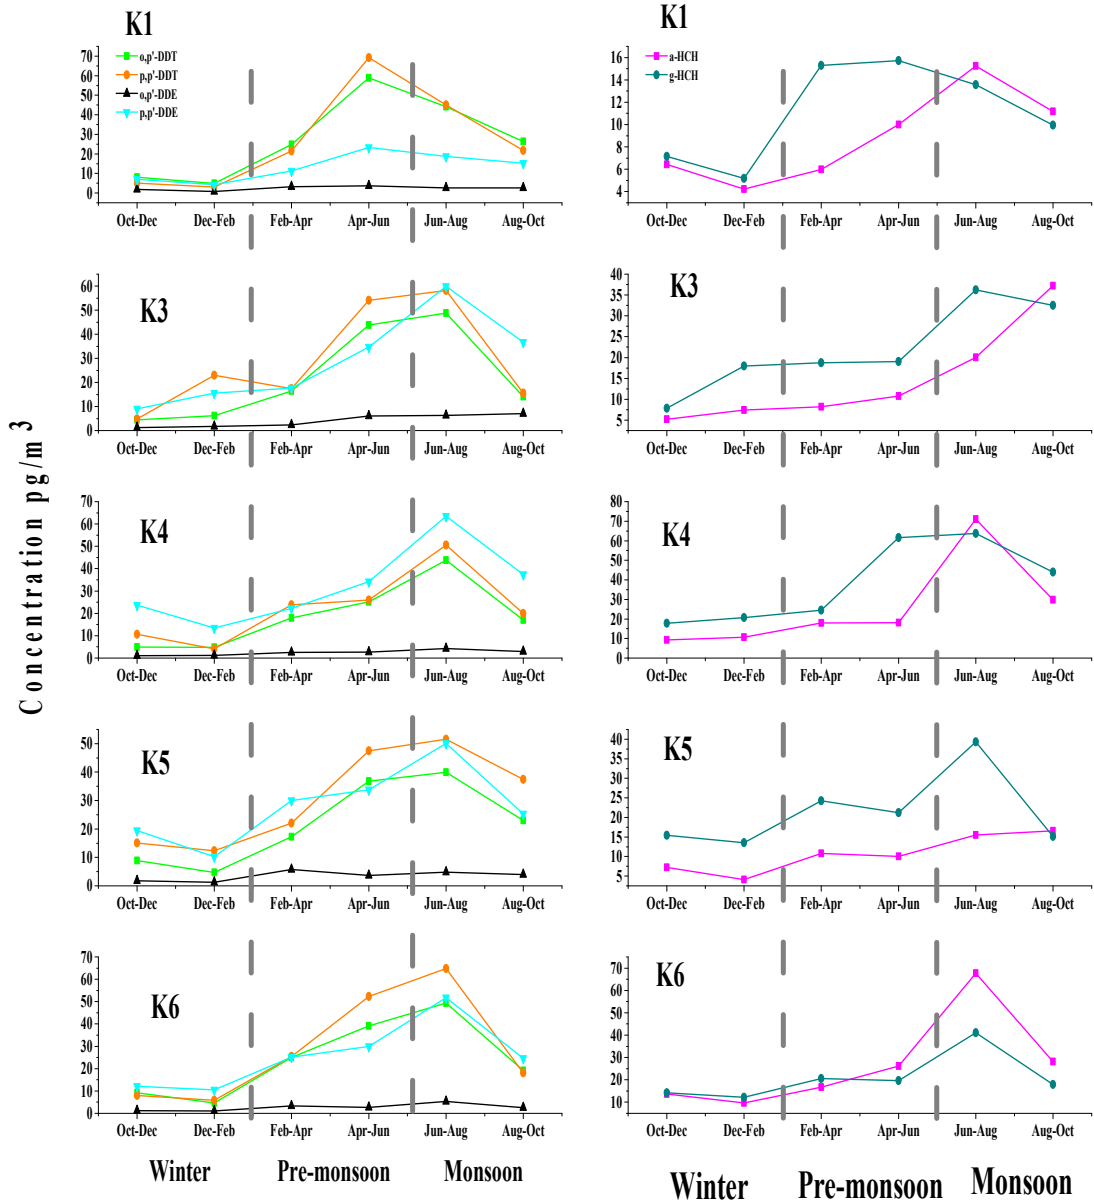 K1
70
60
50
40
30
20
10
0
o,p'-DDT
p,p'-DDT
o,p'-DDE
p,p'-DDE
Oct-Dec Dec-Feb Feb-Apr Apr-Jun Jun-Aug Aug-Oct
K1
16
14
12
10
8
6
4
a-HCH
g-HCH
Oct-Dec Dec-Feb Feb-Apr Apr-Jun Jun-Aug Aug-Oct
K3
60
50
40
30
20
10
0
Oct-Dec Dec-Feb Feb-Apr Apr-Jun Jun-Aug Aug-Oct
K3
40
35
30
25
20
15
10
5
Oct-Dec Dec-Feb Feb-Apr Apr-Jun Jun-Aug Aug-Oct
Concentration pg/m³
K4
70
60
50
40
30
20
10
0
Oct-Dec Dec-Feb Feb-Apr Apr-Jun Jun-Aug Aug-Oct
K4
80
70
60
50
40
30
20
10
0
Oct-Dec Dec-Feb Feb-Apr Apr-Jun Jun-Aug Aug-Oct
K5
50
40
30
20
10
0
Oct-Dec Dec-Feb Feb-Apr Apr-Jun Jun-Aug Aug-Oct
K5
40
35
30
25
20
15
10
5
Oct-Dec Dec-Feb Feb-Apr Apr-Jun Jun-Aug Aug-Oct
K6
70
60
50
40
30
20
10
0
Oct-Dec Dec-Feb Feb-Apr Apr-Jun Jun-Aug Aug-Oct
K6
70
60
50
40
30
20
10
Oct-Dec Dec-Feb Feb-Apr Apr-Jun Jun-Aug Aug-Oct
Winter Pre-monsoon Monsoon
Winter Pre-monsoon Monsoon